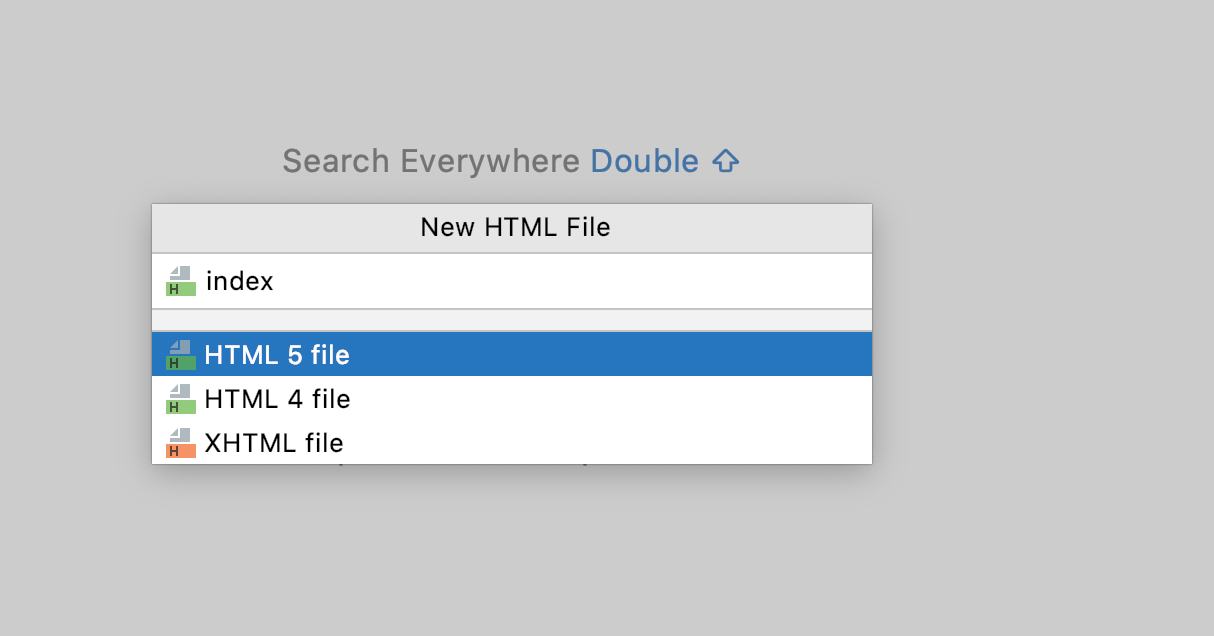 Search Everywhere Double ⇧
New HTML File
H index
H HTML 5 file
H HTML 4 file
H XHTML file